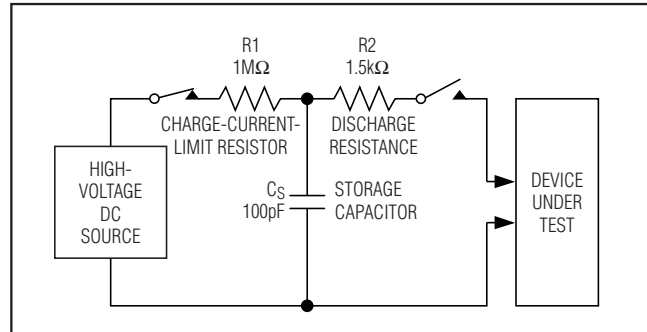 R1
1MΩ
R2
1.5kΩ
CHARGE-CURRENT-
LIMIT RESISTOR
DISCHARGE
RESISTANCE
HIGH-
VOLTAGE
DC
SOURCE
CS
100pF
STORAGE
CAPACITOR
DEVICE
UNDER
TEST